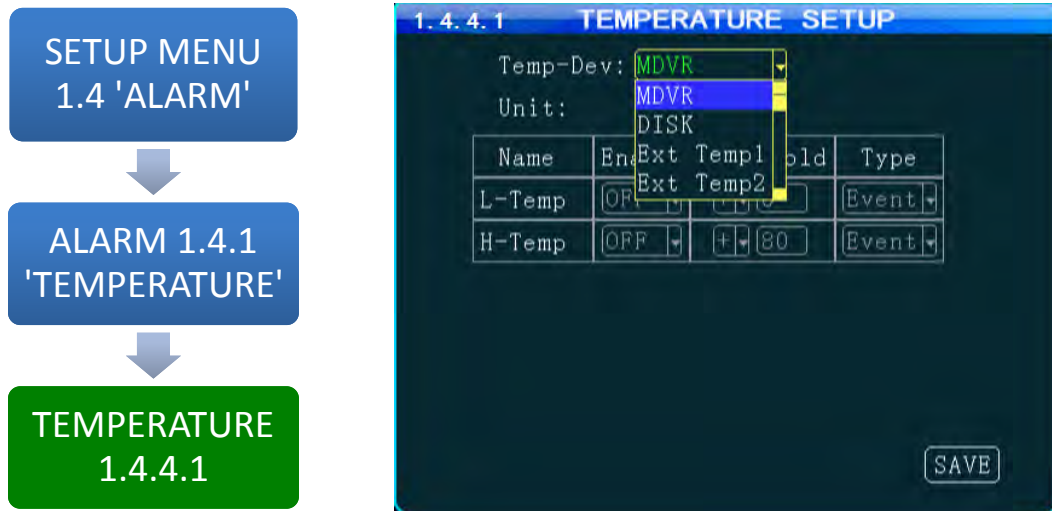 SETUP MENU
1.4 'ALARM'
ALARM 1.4.1
'TEMPERATURE'
TEMPERATURE
1.4.4.1
1.4.4.1 TEMPERATURE SETUP
Temp-Dev: MDVR
MDVR
Unit:
DISK
Ext Temp1
Ext Temp2
Name Type
L-Temp Event
H-Temp OFF + 80 Event
SAVE